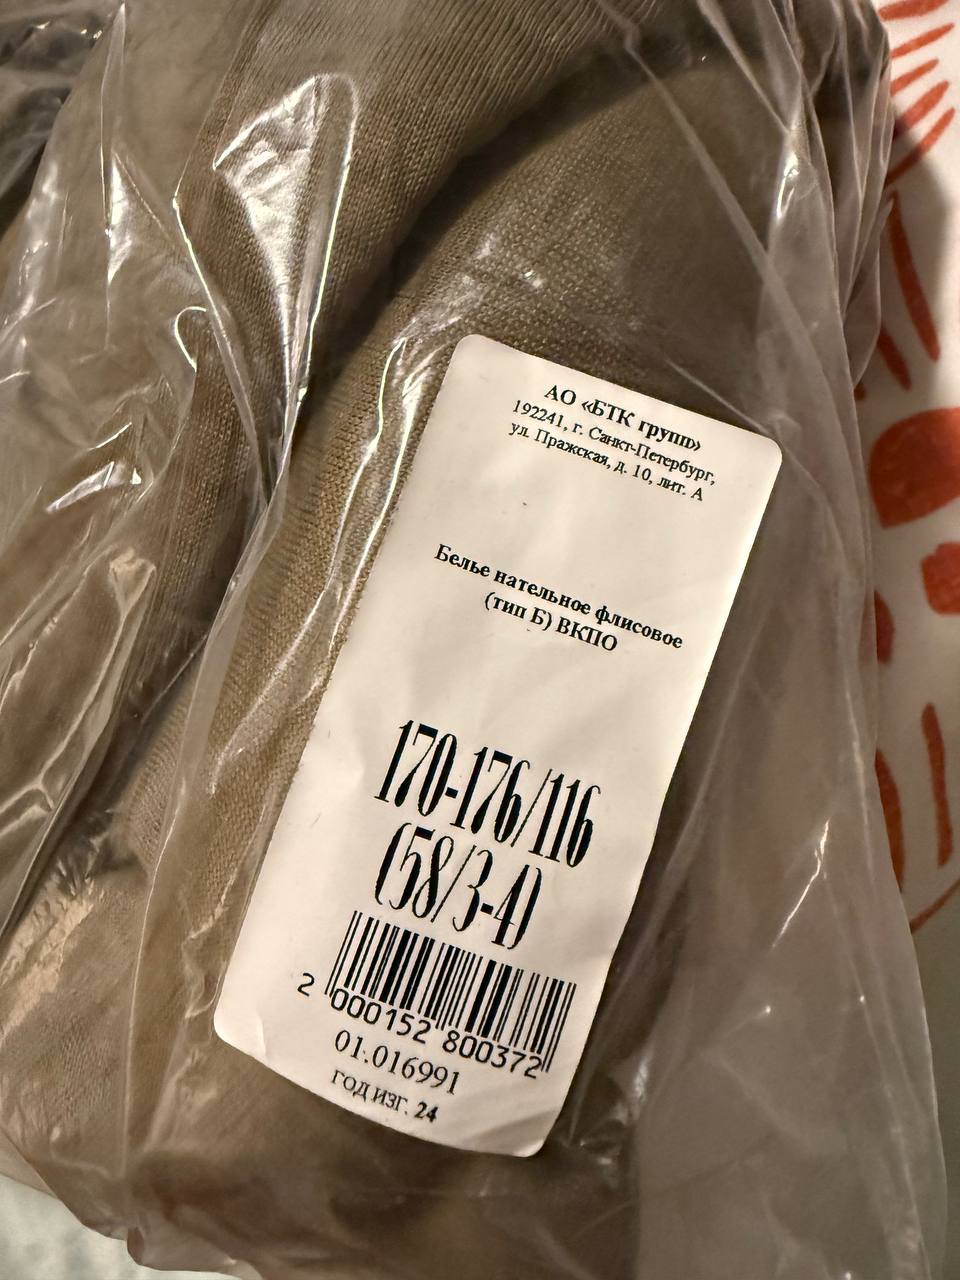 АО «БТК групп»
192241, г. Санкт-Петербург,
ул. Пражская, д. 10, лит. А
Белье нательное флисовое
(тип Б) ВКПО
170-176/116
(58/3-4)
2 000152 800372
01.016991
год изг. 24